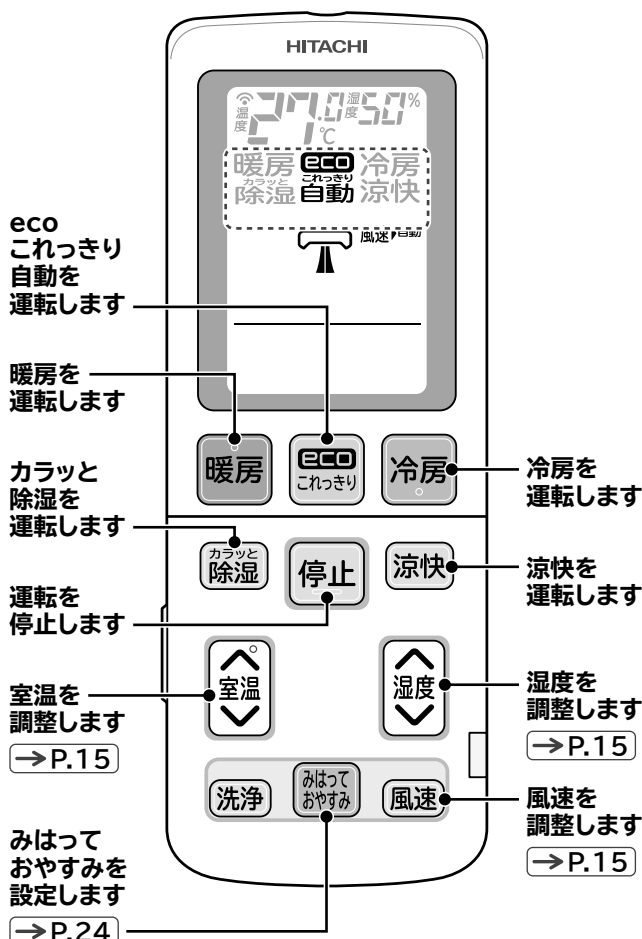 HITACHI
温度
27.0℃
湿度
50%
暖房
eco
これっきり
自動
冷房
カラッと
除湿
涼快
風速
自動
eco
これっきり
自動を
運転します
暖房を
運転します
カラッと
除湿を
運転します
運転を
停止します
室温を
調整します
→P.15
みはって
おやすみを
設定します
→P.24
暖房
eco
これっきり
冷房
カラッと
除湿
停止
涼快
室温
湿度
洗浄
みはって
おやすみ
風速
冷房を
運転します
涼快を
運転します
湿度を
調整します
→P.15
風速を
調整します
→P.15